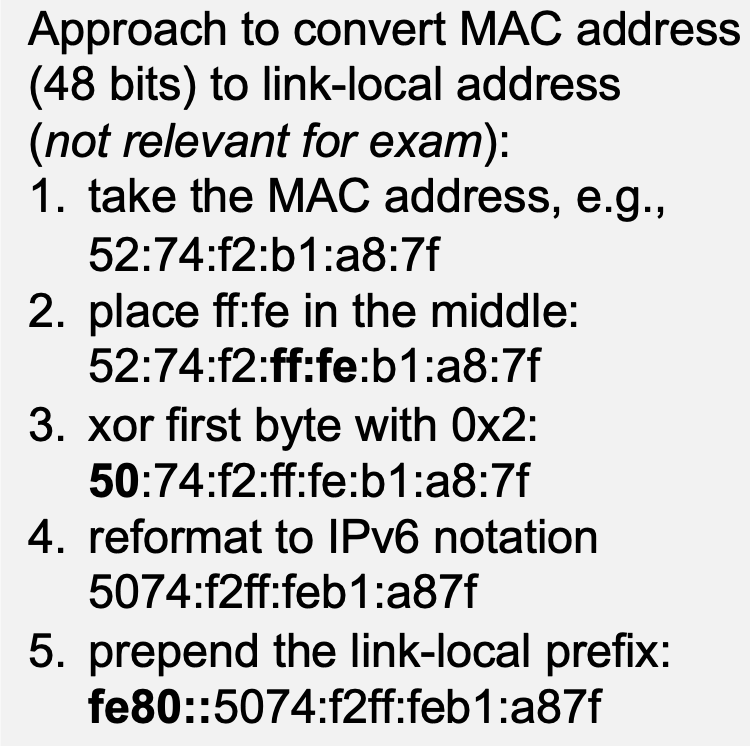 Approach to convert MAC address
(48 bits) to link-local address
(not relevant for exam):
1. take the MAC address, e.g.,
52:74:f2:b1:a8:7f
2. place ff:fe in the middle:
52:74:f2:ff:fe:b1:a8:7f
3. xor first byte with 0x2:
50:74:f2:ff:fe:b1:a8:7f
4. reformat to IPv6 notation
5074:f2ff:feb1:a87f
5. prepend the link-local prefix:
fe80::5074:f2ff:feb1:a87f